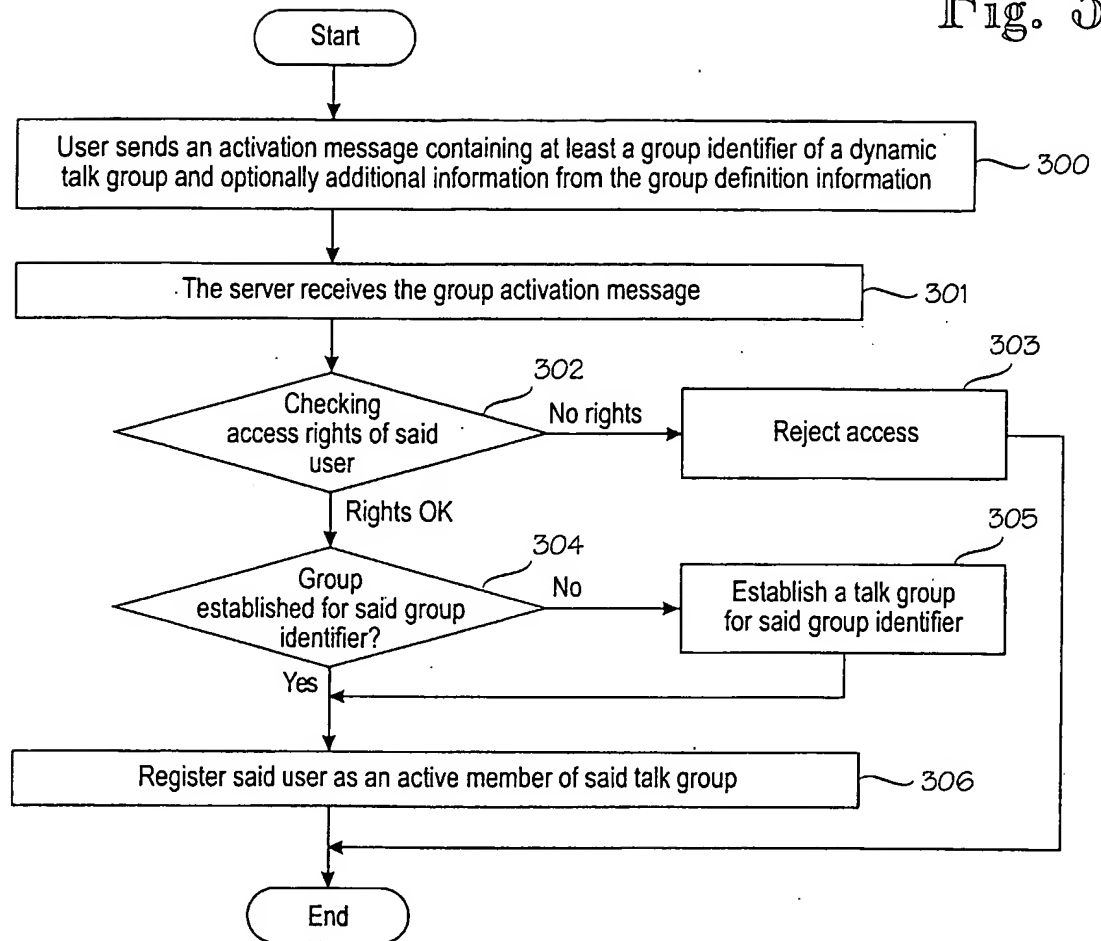 Fig. 3
Start
User sends an activation message containing at least a group identifier of a dynamic
talk group and optionally additional information from the group definition information
300
The server receives the group activation message
301
302
303
Checking
access rights of said
user
No rights
Reject access
Rights OK
304
305
Group
established for said group
identifier?
No
Establish a talk group
for said group identifier
Yes
Register said user as an active member of said talk group
306
End